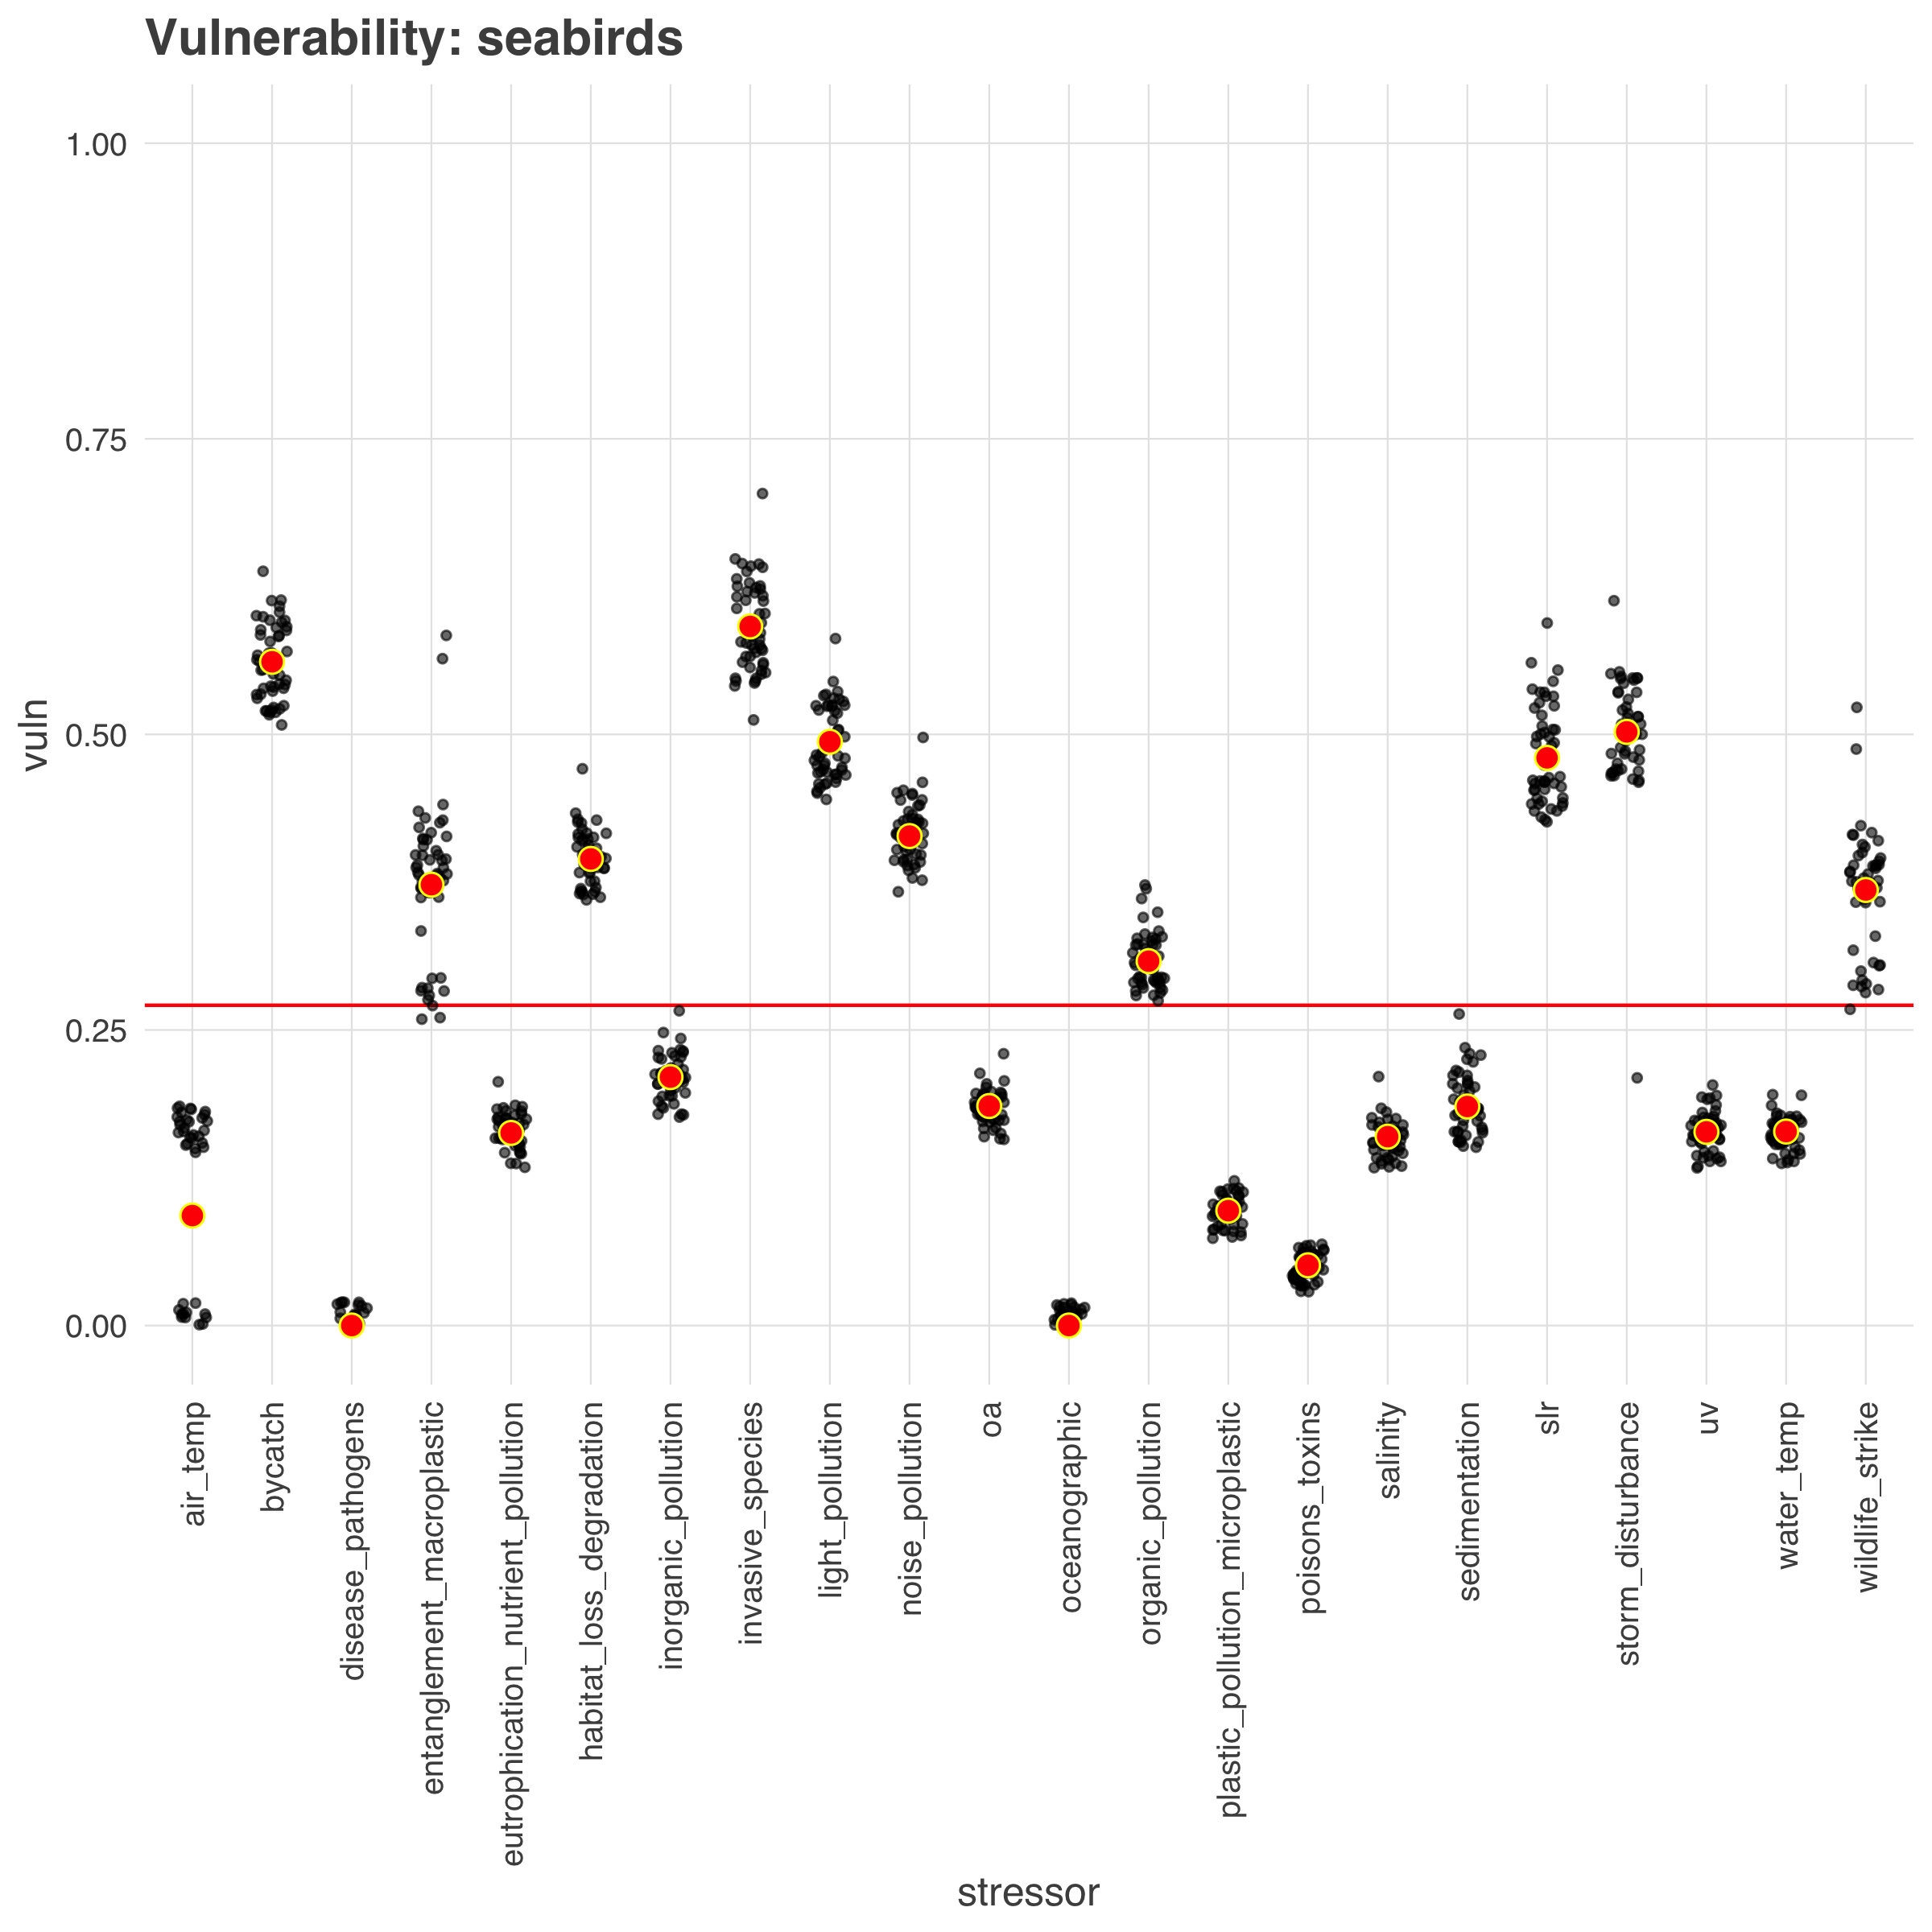 Vulnerability: seabirds
1.00
0.75
0.50
0.25
0.00
vuln
air_temp
bycatch
disease_pathogens
entanglement_macroplastic
eutrophication_nutrient_pollution
habitat_loss_degradation
inorganic_pollution
invasive_species
light_pollution
noise_pollution
oa
oceanographic
organic_pollution
plastic_pollution_microplastic
poisons_toxins
salinity
sedimentation
slr
storm_disturbance
uv
water_temp
wildlife_strike
stressor